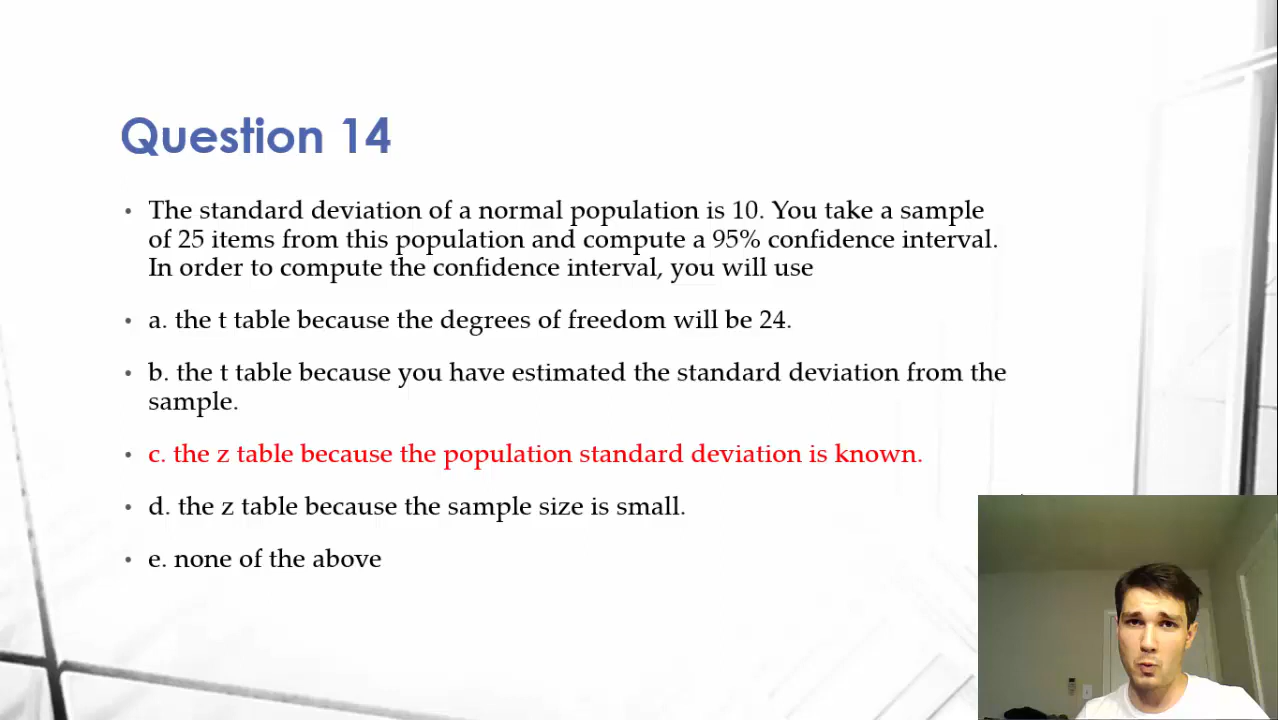 Question 14
• The standard deviation of a normal population is 10. You take a sample
of 25 items from this population and compute a 95% confidence interval.
In order to compute the confidence interval, you will use
• a. the t table because the degrees of freedom will be 24.
• b. the t table because you have estimated the standard deviation from the
sample.
• c. the z table because the population standard deviation is known.
• d. the z table because the sample size is small.
• e. none of the above